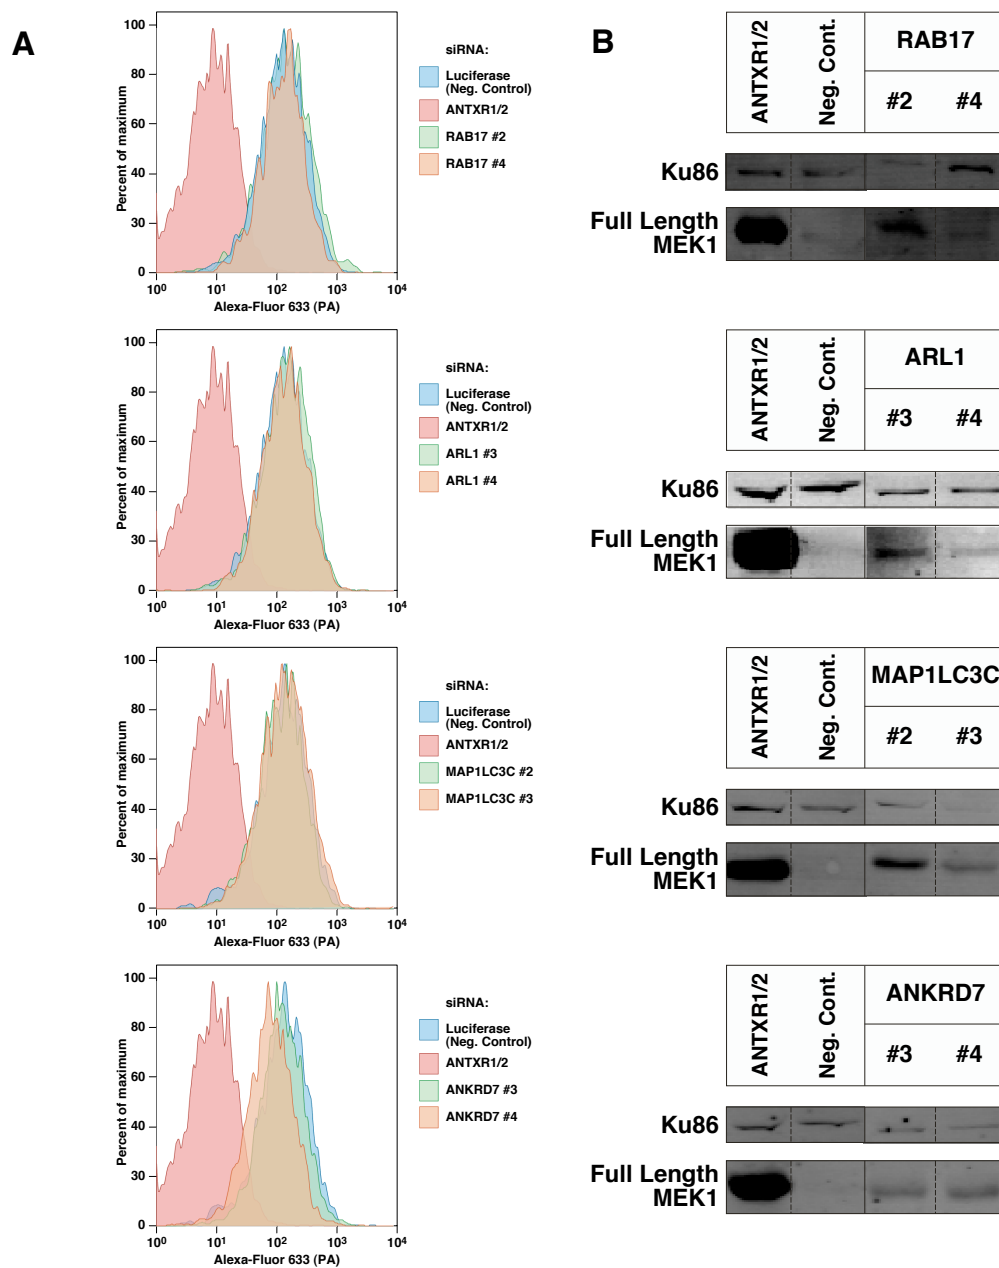 A
100
80
60
40
30
0
Percent of maximum
10⁰ 10¹ 10² 10³ 10⁴
Alexa-Fluor 633 (PA)
siRNA:
Luciferase
(Neg. Control)
ANTXR1/2
RAB17 #2
RAB17 #4
100
80
60
40
30
0
Percent of maximum
10⁰ 10¹ 10² 10³ 10⁴
Alexa-Fluor 633 (PA)
siRNA:
Luciferase
(Neg. Control)
ANTXR1/2
ARL1 #3
ARL1 #4
100
80
60
40
30
0
Percent of maximum
10⁰ 10¹ 10² 10³ 10⁴
Alexa-Fluor 633 (PA)
siRNA:
Luciferase
(Neg. Control)
ANTXR1/2
MAP1LC3C #2
MAP1LC3C #3
100
80
60
40
30
0
Percent of maximum
10⁰ 10¹ 10² 10³ 10⁴
Alexa-Fluor 633 (PA)
siRNA:
Luciferase
(Neg. Control)
ANTXR1/2
ANKRD7 #3
ANKRD7 #4
B
ANTXR1/2
Neg. Cont.
RAB17
#2 #4
Ku86
Full Length
MEK1
ANTXR1/2
Neg. Cont.
ARL1
#3 #4
Ku86
Full Length
MEK1
ANTXR1/2
Neg. Cont.
MAP1LC3C
#2 #3
Ku86
Full Length
MEK1
ANTXR1/2
Neg. Cont.
ANKRD7
#3 #4
Ku86
Full Length
MEK1